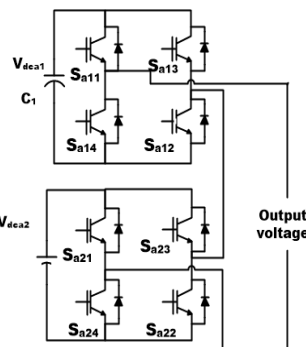 Vdca1
Sa11
Sa13
C1
Sa14
Sa12
Vdca2
Sa21
Sa23
Output
voltage
Sa24
Sa22